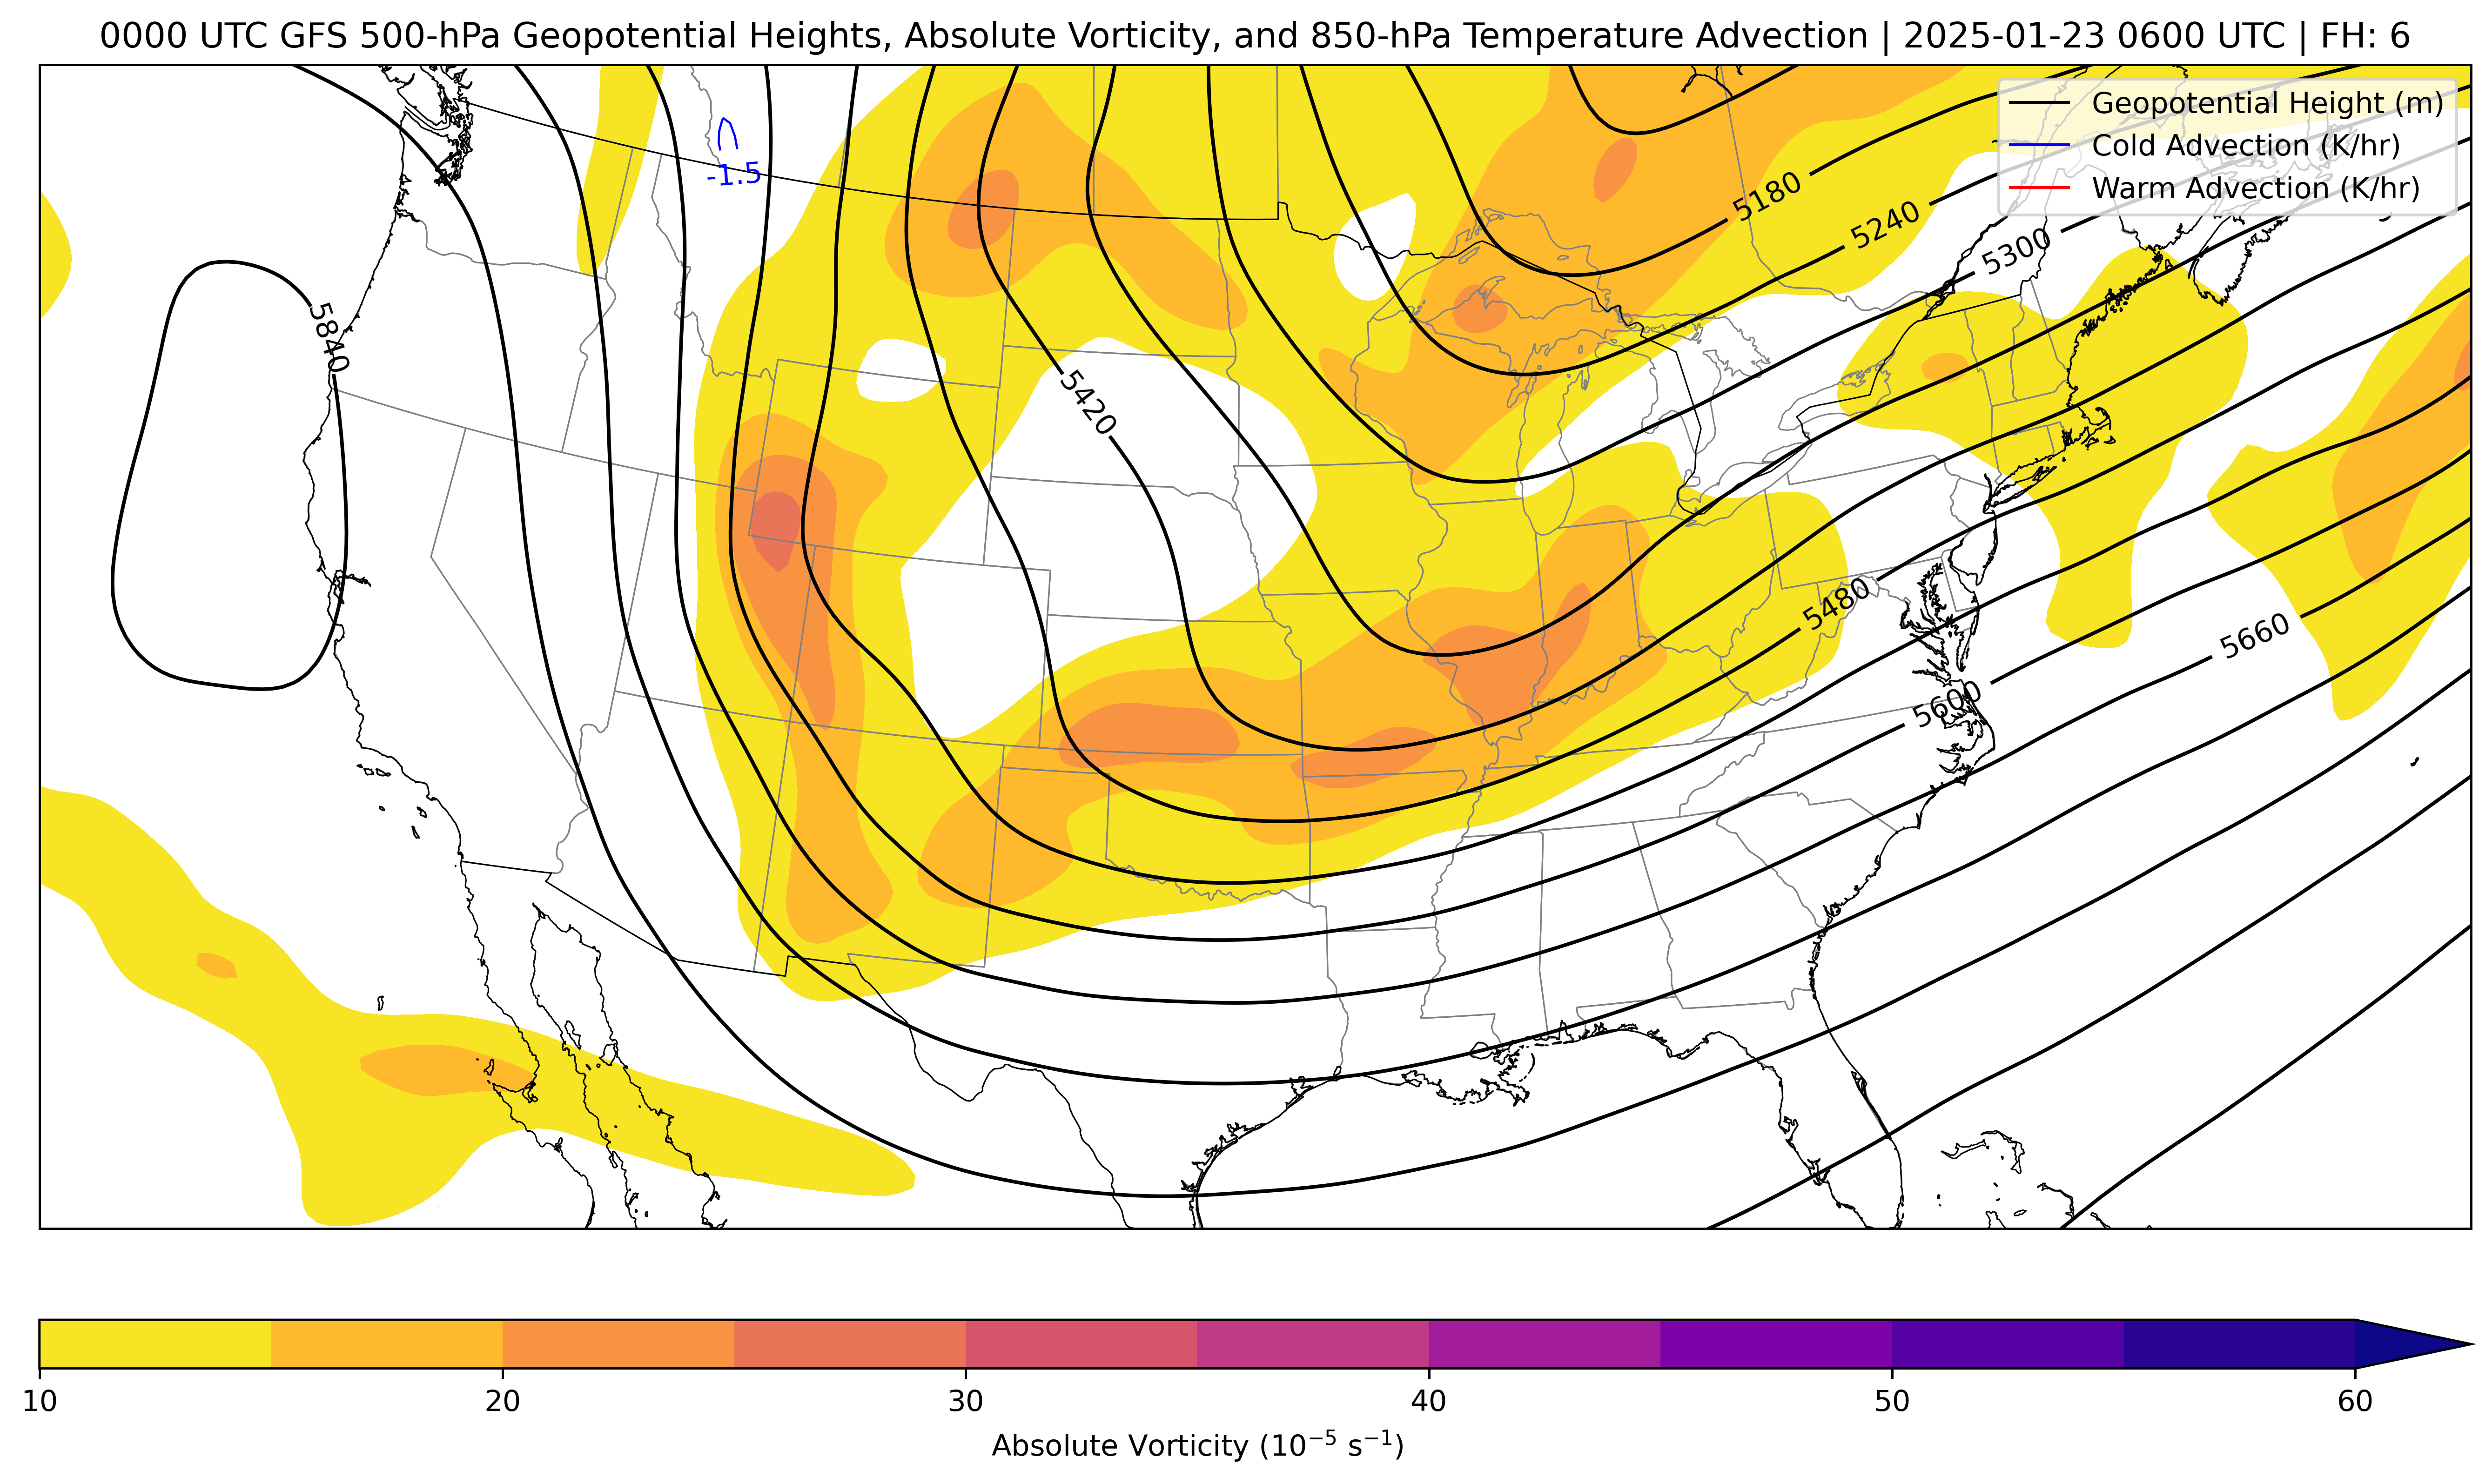 0000 UTC GFS 500-hPa Geopotential Heights, Absolute Vorticity, and 850-hPa Temperature Advection | 2025-01-23 0600 UTC | FH: 6
Geopotential Height (m)
Cold Advection (K/hr)
Warm Advection (K/hr)
-1.5
5180
5240
5300
5840
5420
5480
5660
5600
10 20 30 40 50 60
Absolute Vorticity (10⁻⁵ s⁻¹)